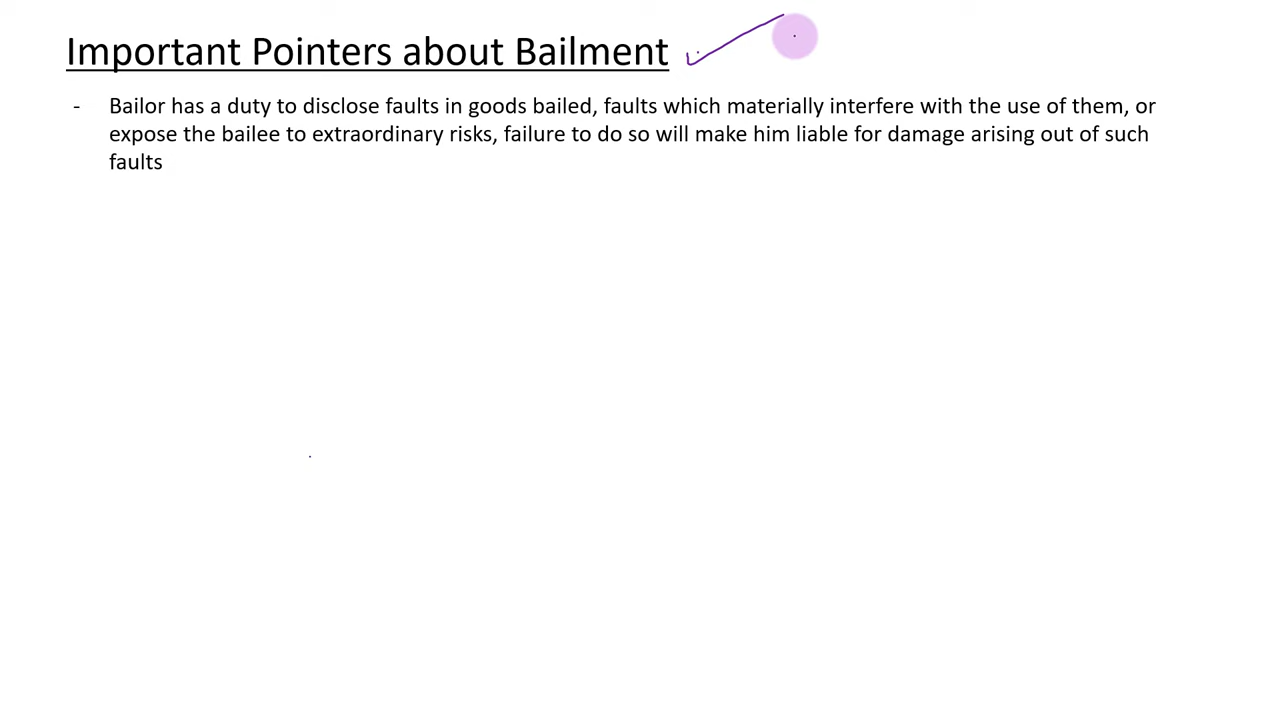 Important Pointers about Bailment
- Bailor has a duty to disclose faults in goods bailed, faults which materially interfere with the use of them, or
expose the bailee to extraordinary risks, failure to do so will make him liable for damage arising out of such
faults